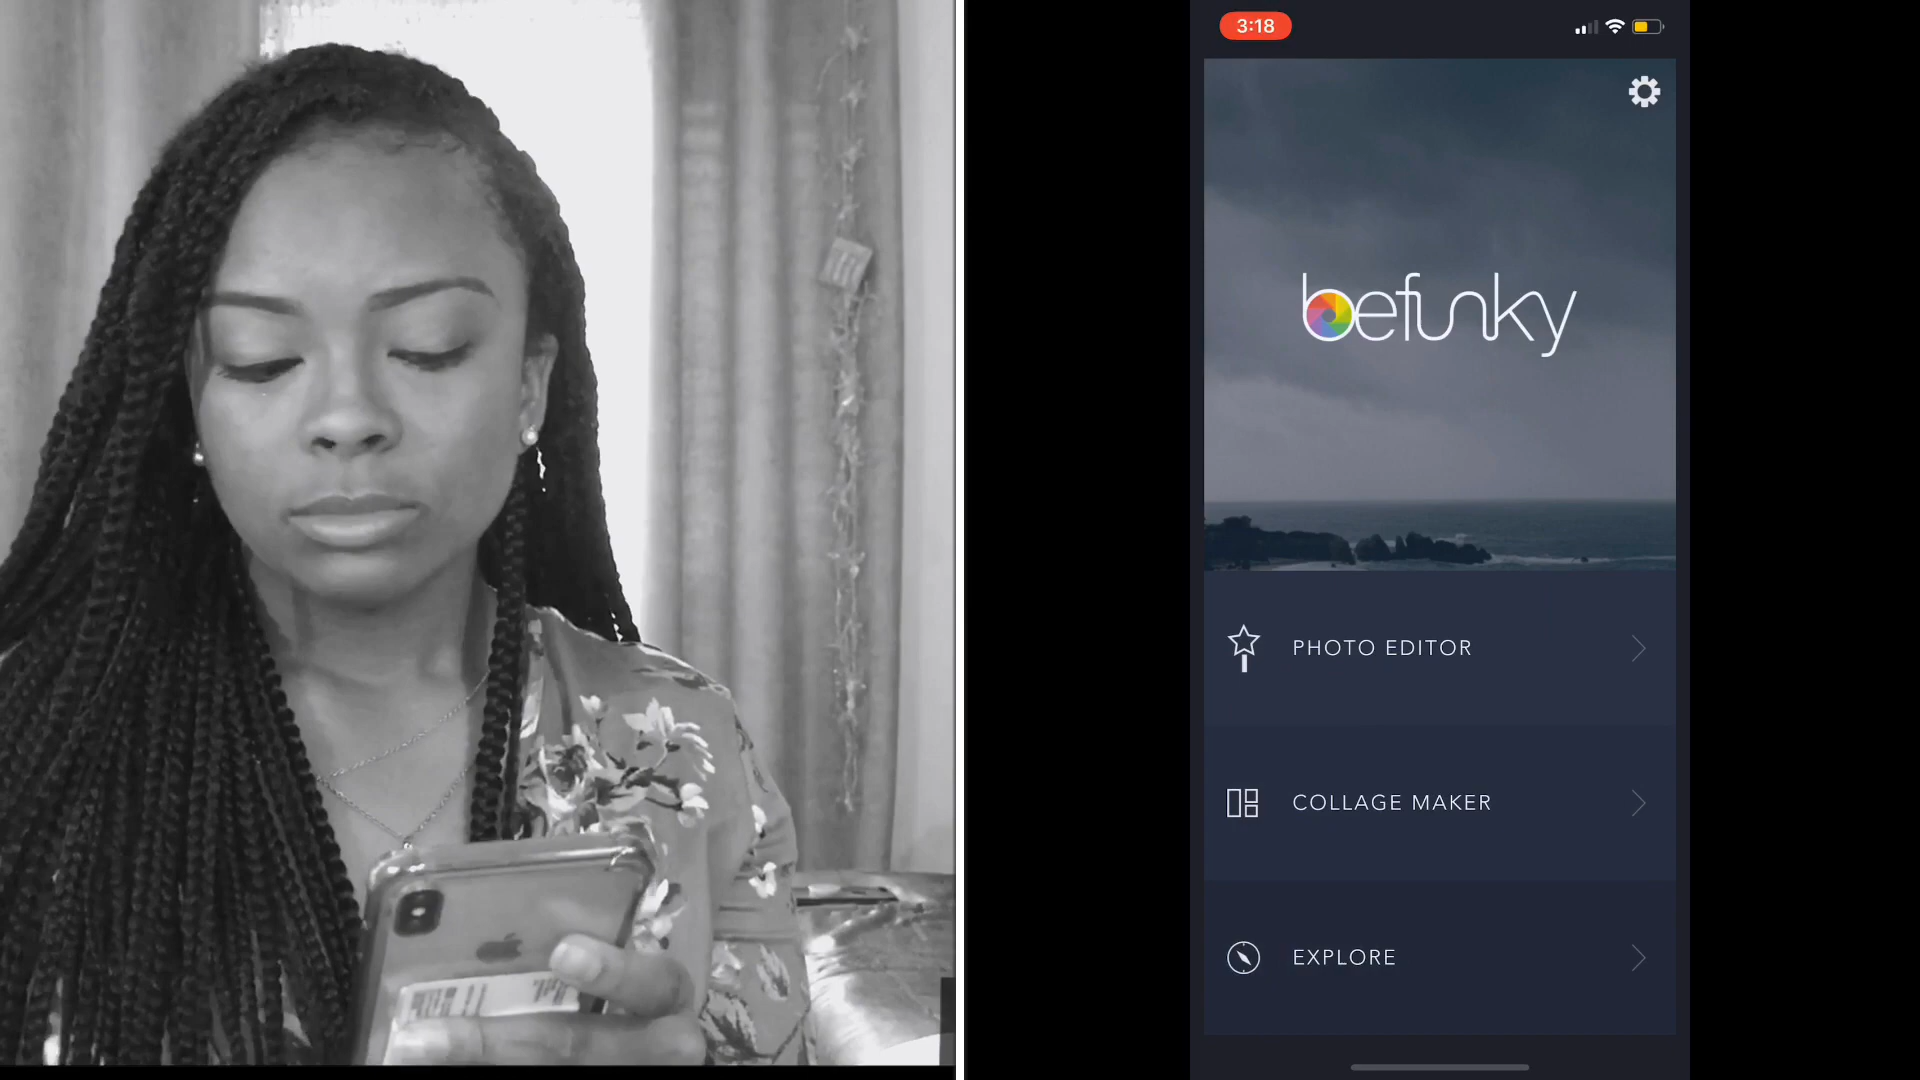 3:18
befunky
PHOTO EDITOR
COLLAGE MAKER
EXPLORE